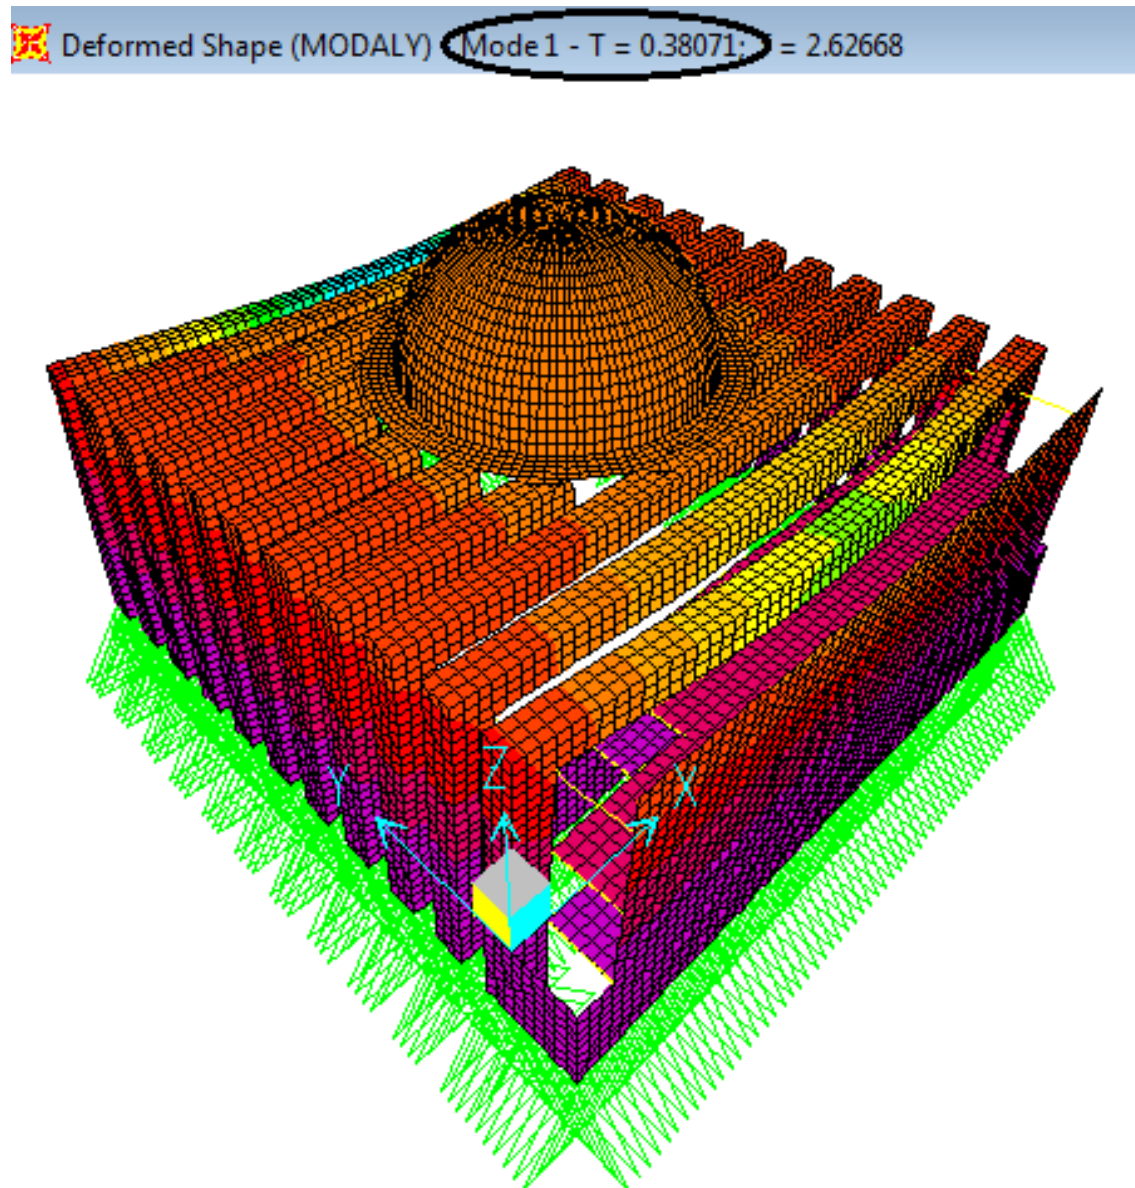 Deformed Shape (MODALY) Mode 1 - T = 0.38071; = 2.62668
Z
Y
X